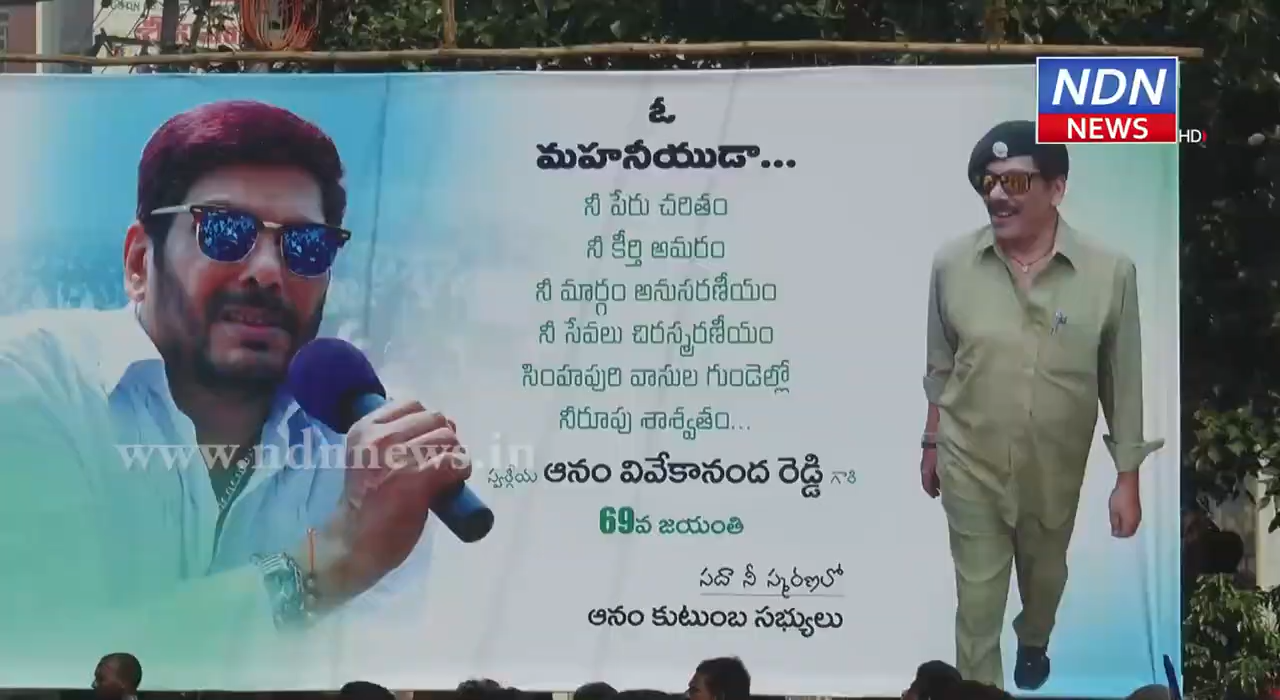 NDN
NEWS
HD
ఓ
మహనీయుడా...
నీ పేరు చరితం
నీ కీర్తి అమరం
నీ మార్గం అనుసరణీయం
నీ సేవలు చిరస్మరణీయం
సింహపురి వాసుల గుండెల్లో
నీరూపు శాశ్వతం...
www.ndnnews.in
స్వర్గీయ ఆనం వివేకానంద రెడ్డి గారి
69వ జయంతి
సదా నీ స్మరణలో
ఆనం కుటుంబ సభ్యులు